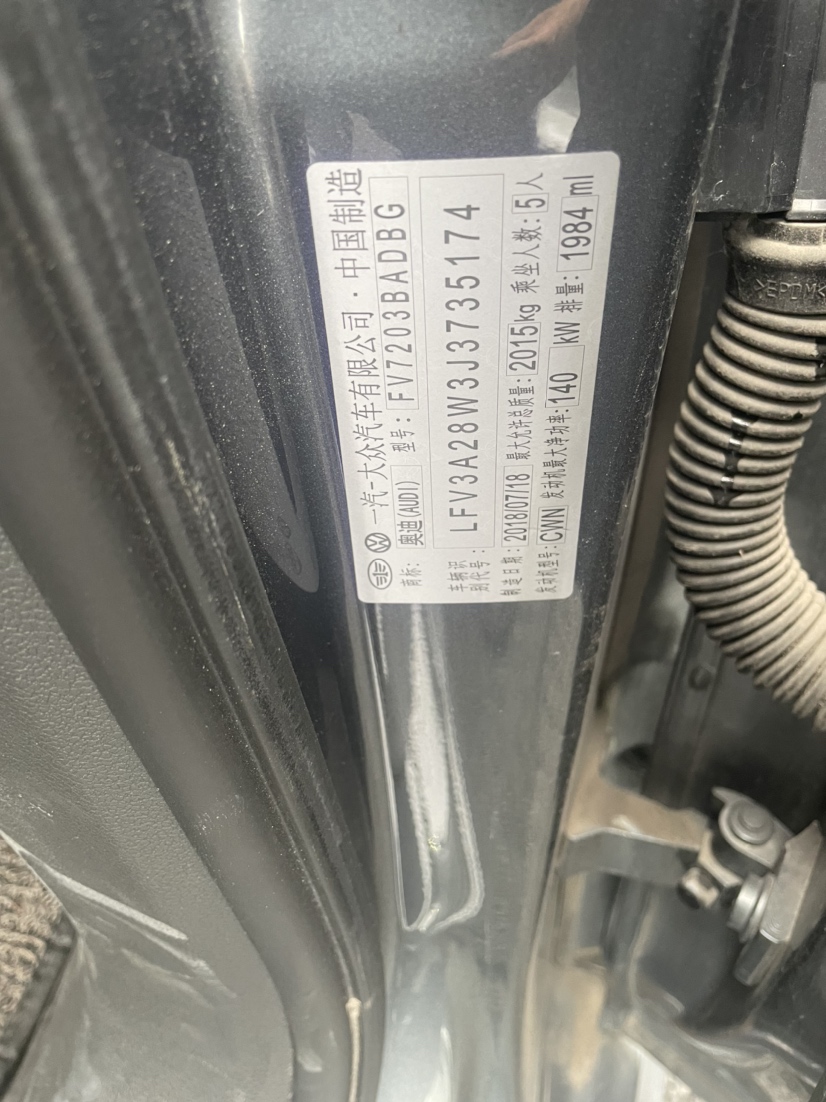 一汽-大众汽车有限公司·中国制造
商标: 奥迪(AUDI) 型号: FV7203BADBG
车辆识别代号: LFV3A28W3J3735174
制造日期: 2018/07/18 最大允许总质量: 2015kg 乘坐人数: 5人
发动机型号: CWN 发动机最大净功率: 140 kW 排量: 1984 ml
>EPDM<